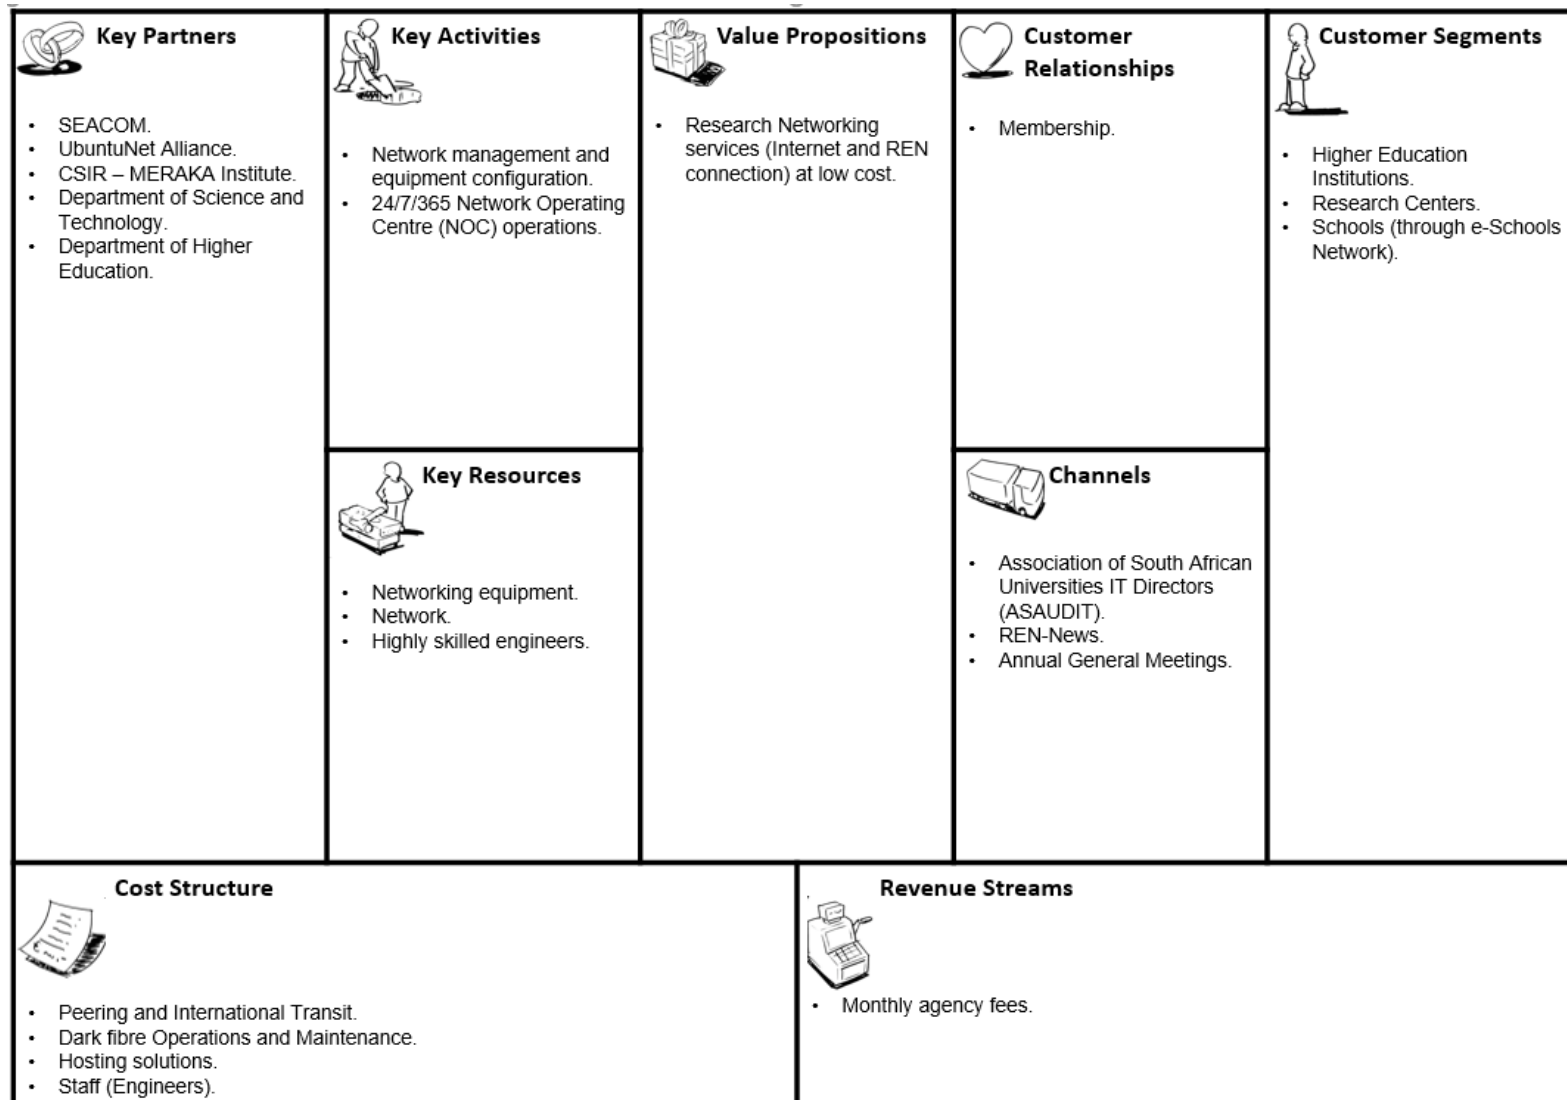 Key Partners
• SEACOM.
• UbuntuNet Alliance.
• CSIR – MERAKA Institute.
• Department of Science and
Technology.
• Department of Higher
Education.
Key Activities
• Network management and
equipment configuration.
• 24/7/365 Network Operating
Centre (NOC) operations.
Key Resources
• Networking equipment.
• Network.
• Highly skilled engineers.
Value Propositions
• Research Networking
services (Internet and REN
connection) at low cost.
Customer
Relationships
• Membership.
Channels
• Association of South African
Universities IT Directors
(ASAUDIT).
• REN-News.
• Annual General Meetings.
Customer Segments
• Higher Education
Institutions.
• Research Centers.
• Schools (through e-Schools
Network).
Cost Structure
• Peering and International Transit.
• Dark fibre Operations and Maintenance.
• Hosting solutions.
• Staff (Engineers).
Revenue Streams
• Monthly agency fees.